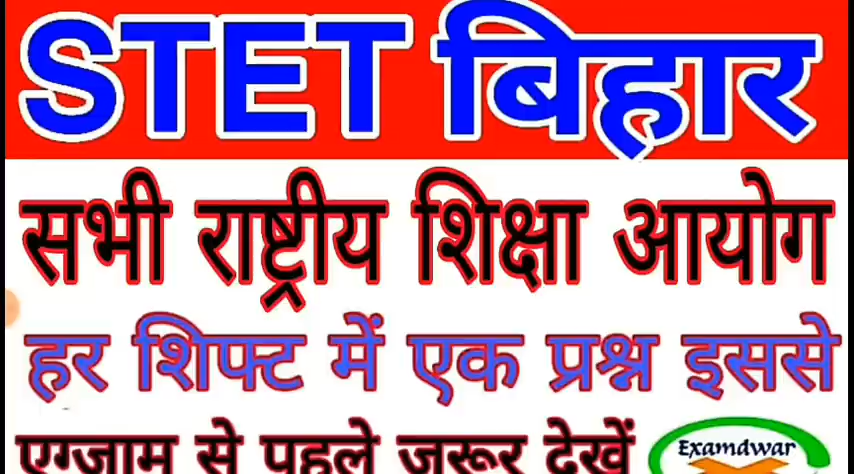 STET बिहार
सभी राष्ट्रीय शिक्षा आयोग
हर शिफ्ट में एक प्रश्न इससे
एग्जाम से पहले जरूर देखें
Examdwar